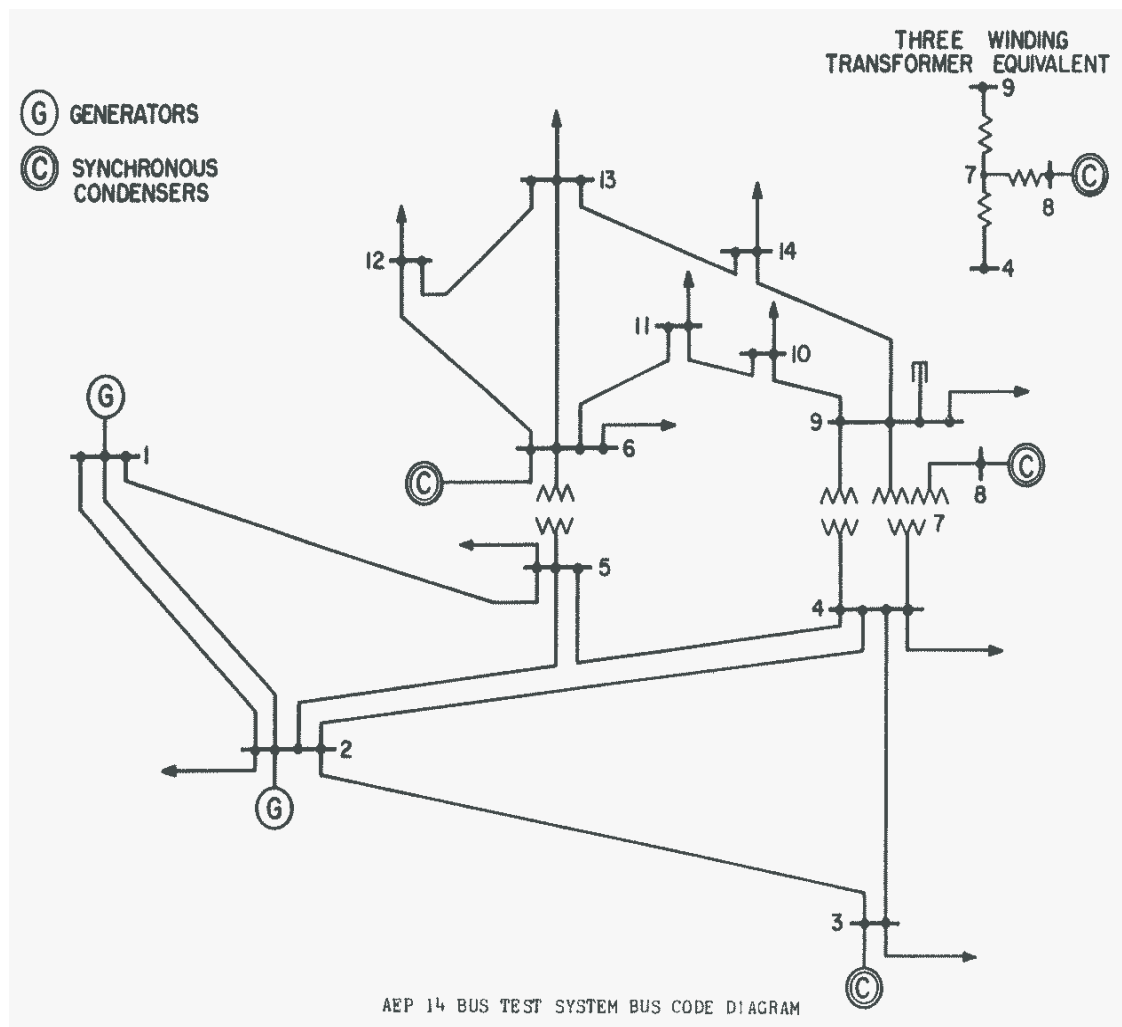 THREE WINDING
TRANSFORMER EQUIVALENT
9
7
C
8
4
G GENERATORS
C SYNCHRONOUS
CONDENSERS
13
12
14
11
10
G
9
1
6
C
C
8
7
5
4
2
G
3
C
AEP 14 BUS TEST SYSTEM BUS CODE DIAGRAM